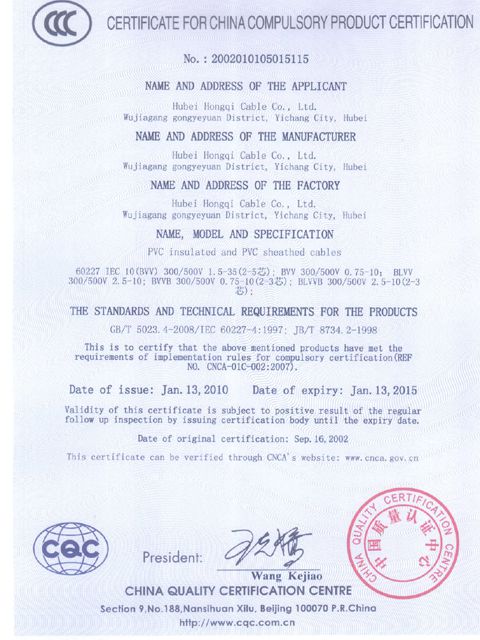 CCC
CERTIFICATE FOR CHINA COMPULSORY PRODUCT CERTIFICATION
No.: 2002010105015115
NAME AND ADDRESS OF THE APPLICANT
Hubei Hongqi Cable Co., Ltd.
Wujiagang gongyeyuan District, Yichang City, Hubei
NAME AND ADDRESS OF THE MANUFACTURER
Hubei Hongqi Cable Co., Ltd.
Wujiagang gongyeyuan District, Yichang City, Hubei
NAME AND ADDRESS OF THE FACTORY
Hubei Hongqi Cable Co., Ltd.
Wujiagang gongyeyuan District, Yichang City, Hubei
NAME, MODEL AND SPECIFICATION
PVC insulated and PVC sheathed cables
60227 IEC 10(BVV) 300/500V 1.5-35(2-5芯); BVV 300/500V 0.75-10; BLVV
300/500V 2.5-10; BVVB 300/500V 0.75-10(2-3芯); BLVVB 300/500V 2.5-10(2-3
芯);
THE STANDARDS AND TECHNICAL REQUIREMENTS FOR THE PRODUCTS
GB/T 5023.4-2008/IEC 60227-4:1997; JB/T 8734.2-1998
This is to certify that the above mentioned products have met the
requirements of implementation rules for compulsory certification(REF
NO. CNCA-01C-002:2007).
Date of issue: Jan. 13, 2010 Date of expiry: Jan. 13, 2015
Validity of this certificate is subject to positive result of the regular
follow up inspection by issuing certification body until the expiry date.
Date of original certification: Sep. 16, 2002
This certificate can be verified through CNCA's website: www.cnca.gov.cn
CHINA QUALITY CERTIFICATION CENTRE
中国质量认证中心
CQC
President:
Wang Kejiao
CHINA QUALITY CERTIFICATION CENTRE
Section 9,No.188,Nansihuan Xilu, Beijing 100070 P.R.China
http://www.cqc.com.cn